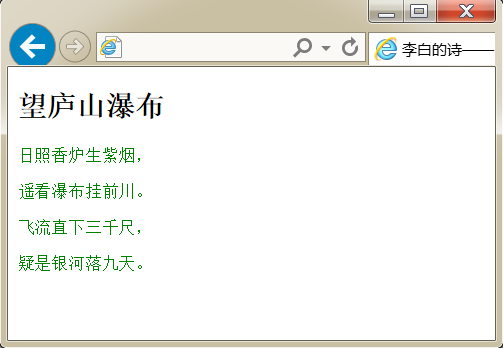 李白的诗——
望庐山瀑布
日照香炉生紫烟，
遥看瀑布挂前川。
飞流直下三千尺，
疑是银河落九天。